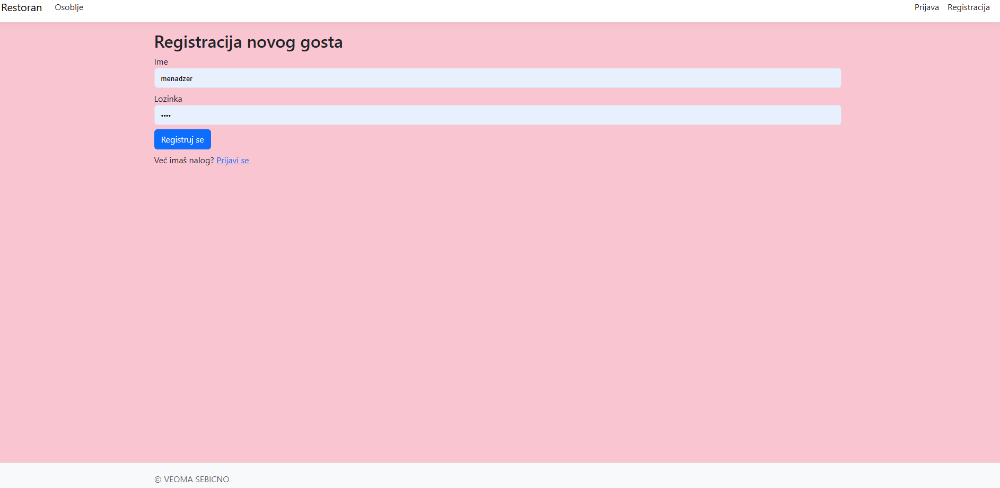 Restoran Osoblje Prijava Registracija
Registracija novog gosta
Ime
menadzer
Lozinka
••••
Registruj se
Već imaš nalog? Prijavi se
© VEOMA SEBICNO